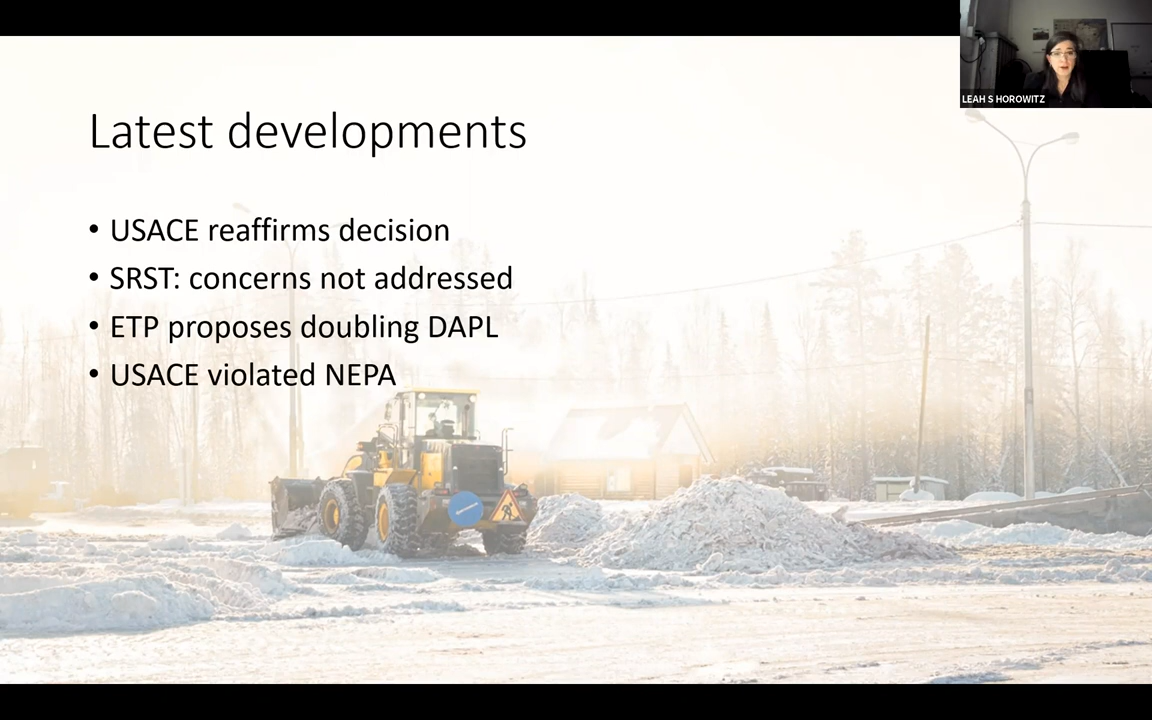 LEAH S HOROWITZ
Latest developments
• USACE reaffirms decision
• SRST: concerns not addressed
• ETP proposes doubling DAPL
• USACE violated NEPA